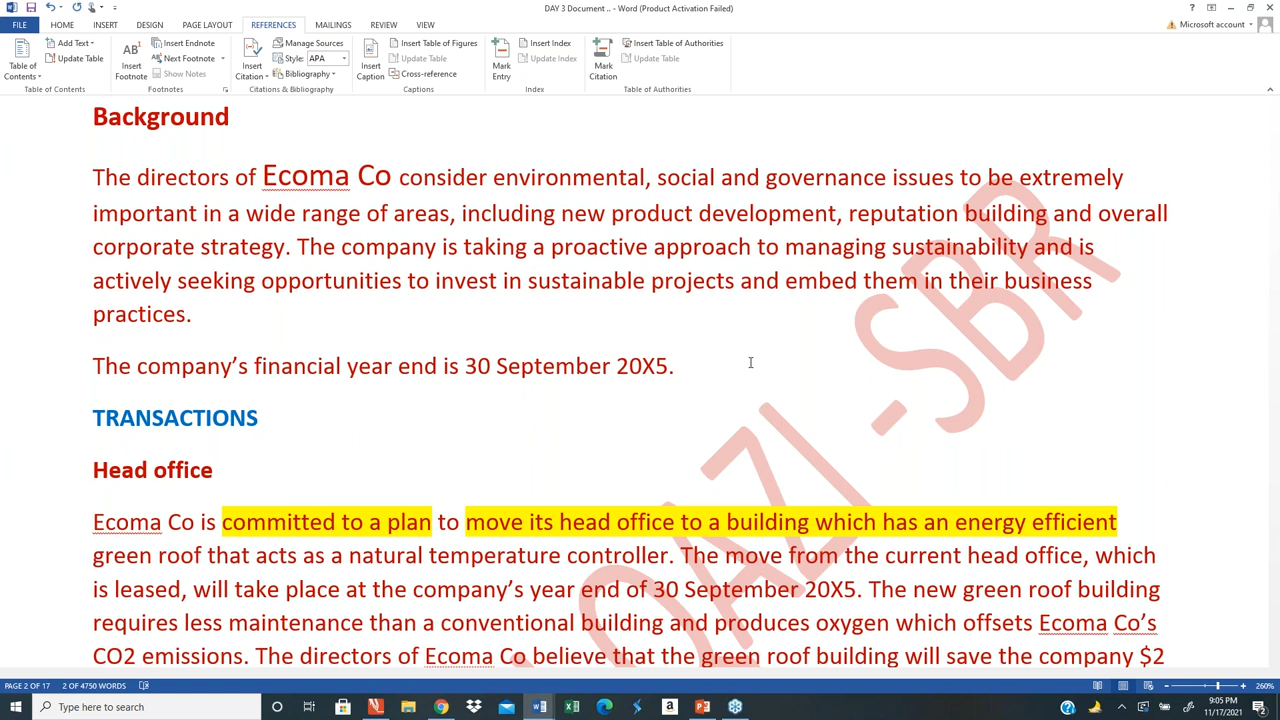 DAY 3 Document .. - Word (Product Activation Failed)
FILE HOME INSERT DESIGN PAGE LAYOUT REFERENCES MAILINGS REVIEW VIEW Microsoft account
Table of Contents Add Text Update Table
Table of Contents
AB¹ Insert Footnote Insert Endnote Next Footnote Show Notes
Footnotes
Insert Citation Manage Sources Style: APA Bibliography
Citations & Bibliography
Insert Caption Insert Table of Figures Update Table Cross-reference
Captions
Mark Entry Insert Index Update Index
Index
Mark Citation Insert Table of Authorities Update Table
Table of Authorities
Background
The directors of Ecoma Co consider environmental, social and governance issues to be extremely
important in a wide range of areas, including new product development, reputation building and overall
corporate strategy. The company is taking a proactive approach to managing sustainability and is
actively seeking opportunities to invest in sustainable projects and embed them in their business
practices.
The company's financial year end is 30 September 20X5.
TRANSACTIONS
Head office
Ecoma Co is committed to a plan to move its head office to a building which has an energy efficient
green roof that acts as a natural temperature controller. The move from the current head office, which
is leased, will take place at the company's year end of 30 September 20X5. The new green roof building
requires less maintenance than a conventional building and produces oxygen which offsets Ecoma Co's
CO2 emissions. The directors of Ecoma Co believe that the green roof building will save the company $2
QAZI -SBR
PAGE 2 OF 17 2 OF 4750 WORDS 260%
Type here to search
9:05 PM
11/17/2021